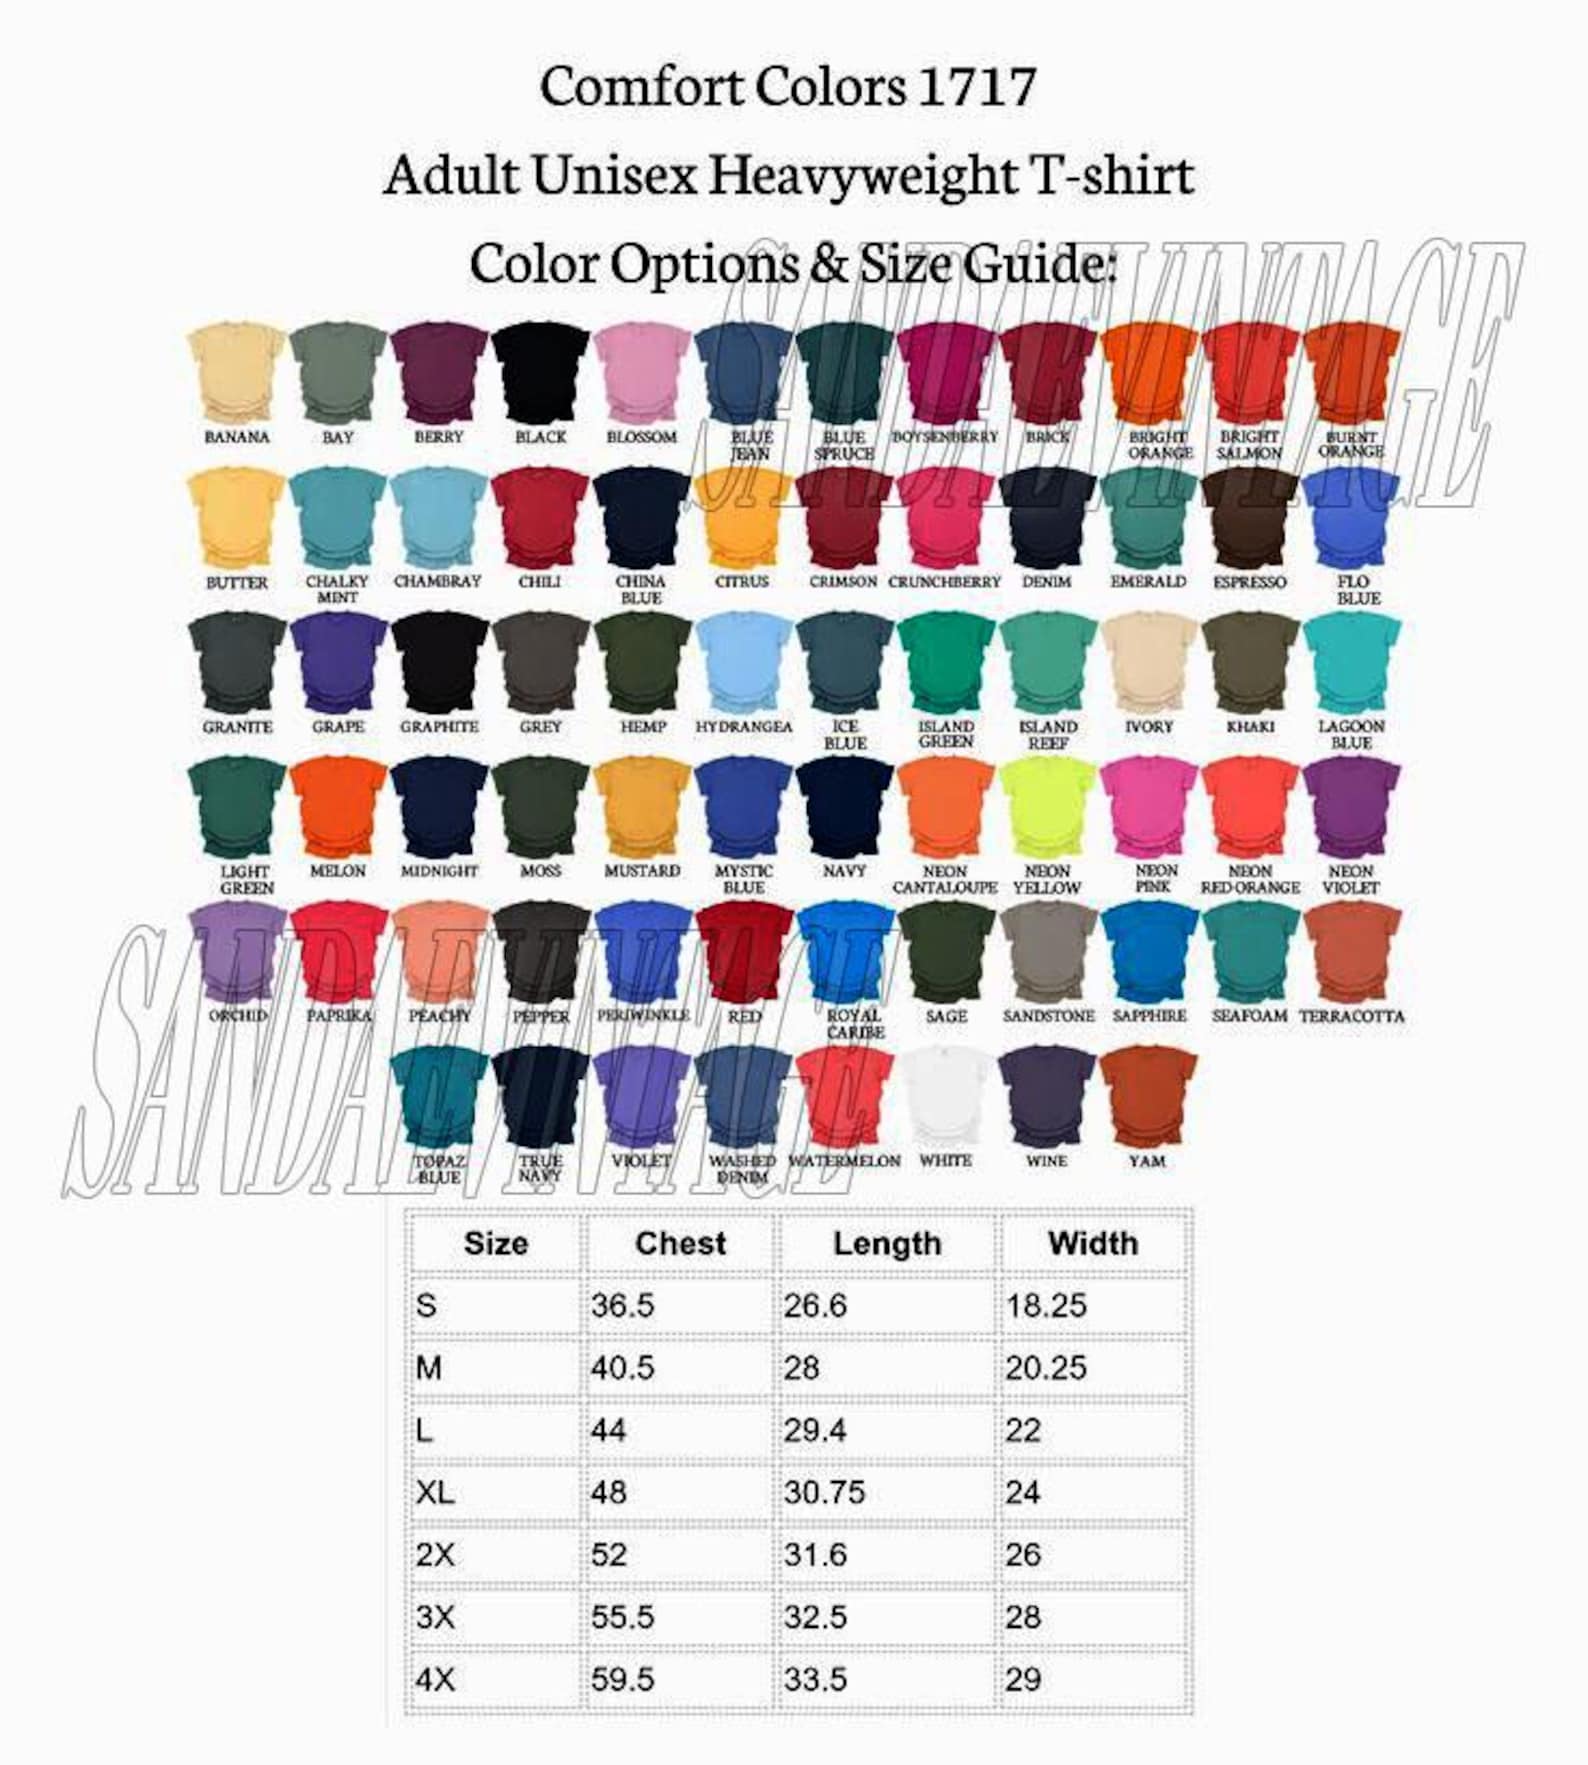 Comfort Colors 1717
Adult Unisex Heavyweight T-shirt
Color Options & Size Guide:
SANDAEVINTAGE
BANANA BAY BERRY BLACK BLOSSOM BLUE JEAN BLUE SPRUCE BOYSENBERRY BRICK BRIGHT ORANGE BRIGHT SALMON BURNT ORANGE
BUTTER CHALKY MINT CHAMBRAY CHILI CHINA BLUE CITRUS CRIMSON CRUNCHBERRY DENIM EMERALD ESPRESSO FLO BLUE
GRANITE GRAPE GRAPHITE GREY HEMP HYDRANGEA ICE BLUE ISLAND GREEN ISLAND REEF IVORY KHAKI LAGOON BLUE
LIGHT GREEN MELON MIDNIGHT MOSS MUSTARD MYSTIC BLUE NAVY NEON CANTALOUPE NEON YELLOW NEON PINK NEON RED-ORANGE NEON VIOLET
SANDAEVINTAGE
ORCHID PAPRIKA PEACHY PEPPER PERIWINKLE RED ROYAL CARIBE SAGE SANDSTONE SAPPHIRE SEAFOAM TERRACOTTA
TOPAZ BLUE TRUE NAVY VIOLET WASHED DENIM WATERMELON WHITE WINE YAM
Size Chest Length Width
S 36.5 26.6 18.25
M 40.5 28 20.25
L 44 29.4 22
XL 48 30.75 24
2X 52 31.6 26
3X 55.5 32.5 28
4X 59.5 33.5 29